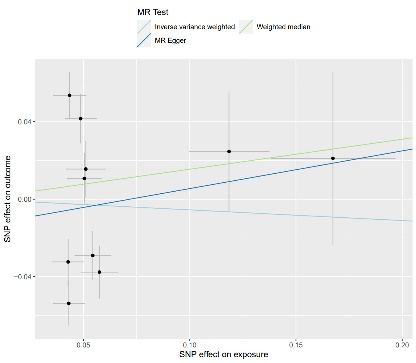 MR Test
Inverse variance weighted
Weighted median
MR Egger
SNP effect on outcome
0.04
0.00
−0.04
0.05
0.10
0.15
0.20
SNP effect on exposure